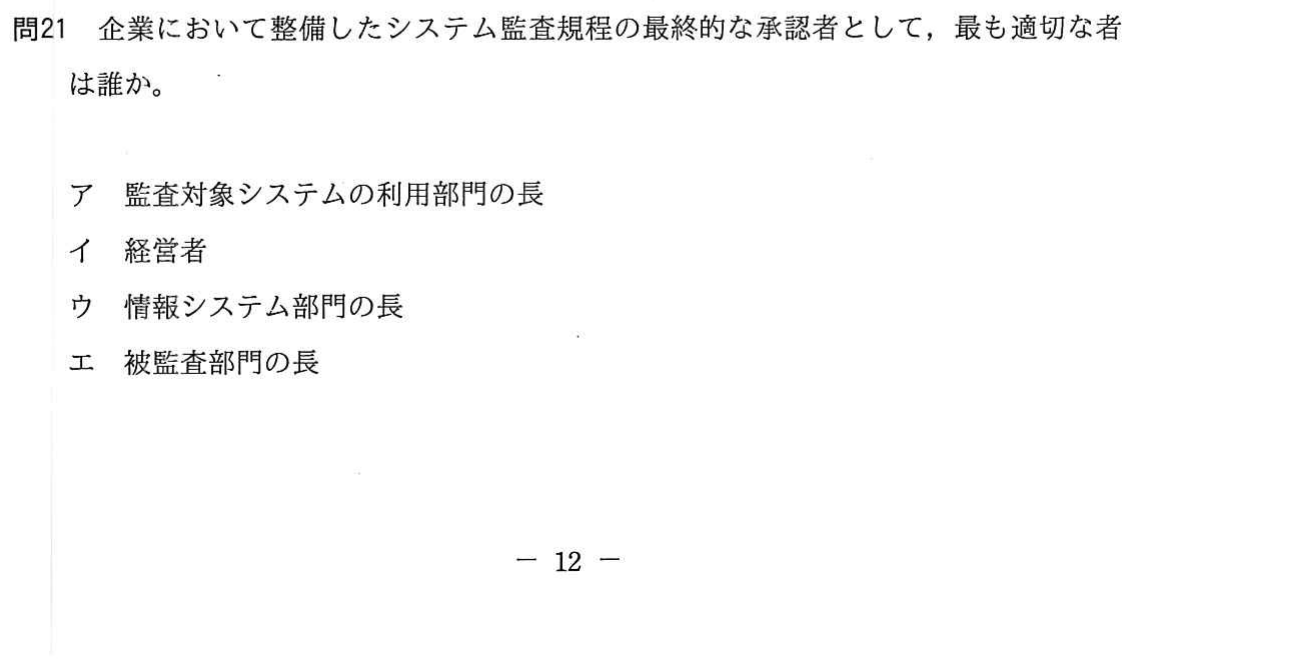 問21 企業において整備したシステム監査規程の最終的な承認者として，最も適切な者
は誰か。
ア 監査対象システムの利用部門の長
イ 経営者
ウ 情報システム部門の長
エ 被監査部門の長
－ 12 －